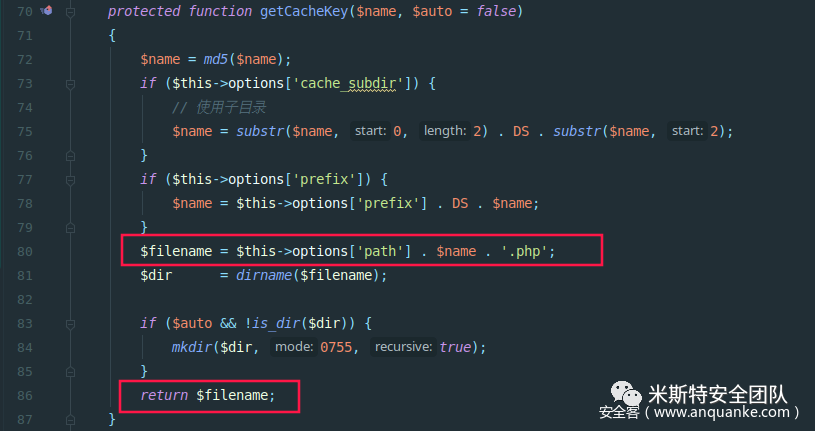 70 protected function getCacheKey($name, $auto = false)
71 {
72 $name = md5($name);
73 if ($this->options['cache_subdir']) {
74 // 使用子目录
75 $name = substr($name, start: 0, length: 2) . DS . substr($name, start: 2);
76 }
77 if ($this->options['prefix']) {
78 $name = $this->options['prefix'] . DS . $name;
79 }
80 $filename = $this->options['path'] . $name . '.php';
81 $dir = dirname($filename);
82
83 if ($auto && !is_dir($dir)) {
84 mkdir($dir, mode: 0755, recursive: true);
85 }
86 return $filename;
87 }
米斯特安全团队
安全客(www.anquanke.com)